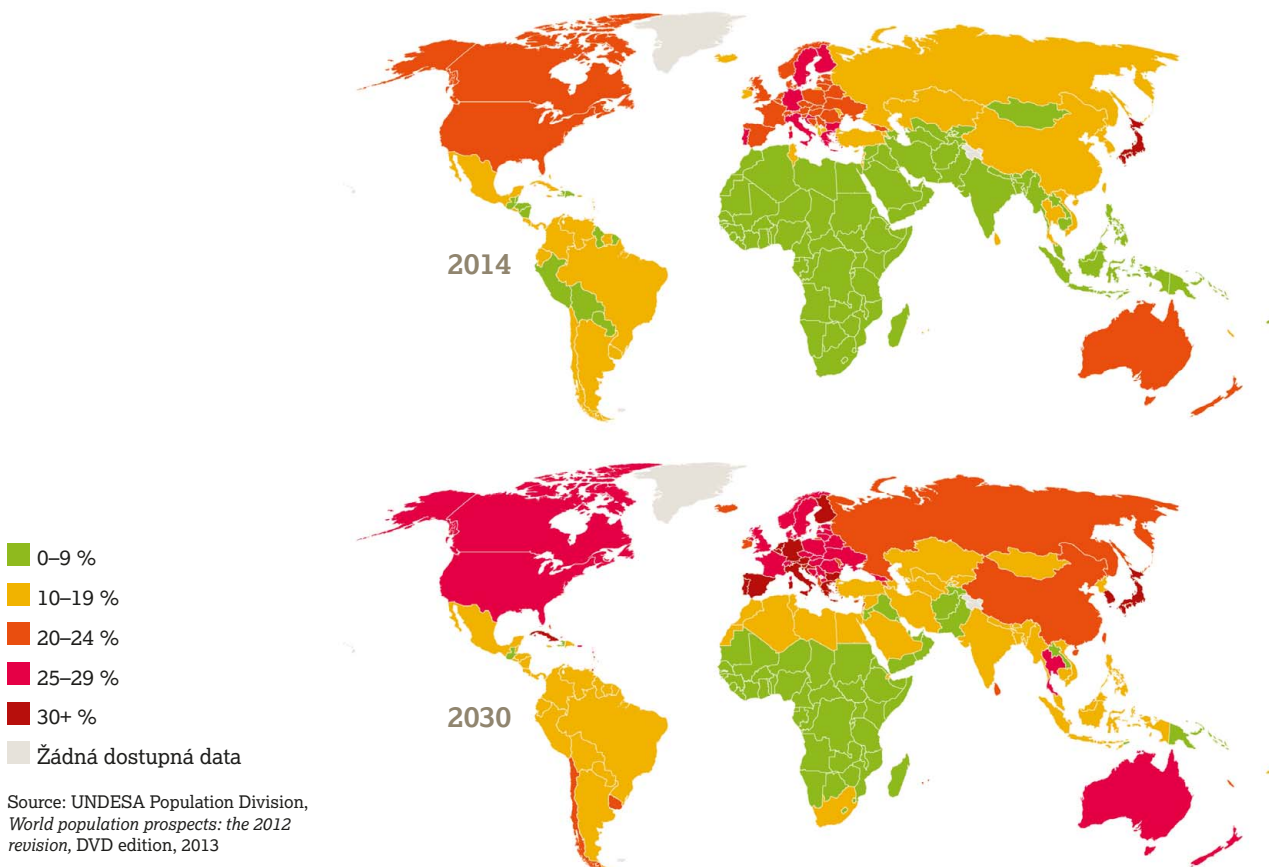 2014
2030
0–9 %
10–19 %
20–24 %
25–29 %
30+ %
Žádná dostupná data
Source: UNDESA Population Division,
World population prospects: the 2012
revision, DVD edition, 2013